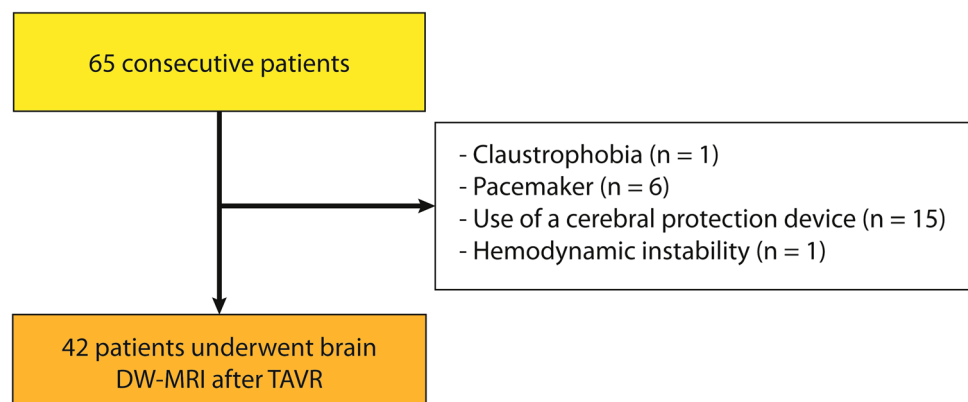 65 consecutive patients
- Claustrophobia (n = 1)
- Pacemaker (n = 6)
- Use of a cerebral protection device (n = 15)
- Hemodynamic instability (n = 1)
42 patients underwent brain
DW-MRI after TAVR